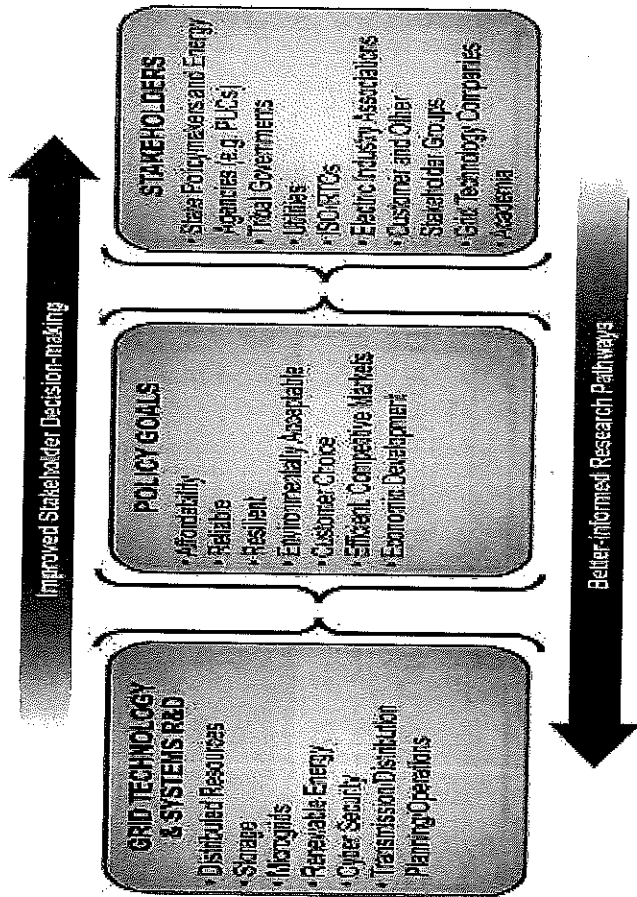 Improved Stakeholder Decision-making
GRID TECHNOLOGY
& SYSTEMS R&D
• Distributed Resources
• Storage
• Microgrids
• Renewable Energy
• Cyber Security
• Transmission/Distribution
Planning/Operations
POLICY GOALS
• Affordability
• Reliable
• Resilient
• Environmentally Acceptable
• Customer Choice
• Efficient, Competitive Markets
• Economic Development
STAKEHOLDERS
• State Policymakers and Energy
Agencies (e.g. PUCs)
• Tribal Governments
• Utilities
• ISO/RTOs
• Electric Industry Associations
• Customer and Other
Stakeholder Groups
• Grid Technology Companies
• Academia
Better-informed Research Pathways